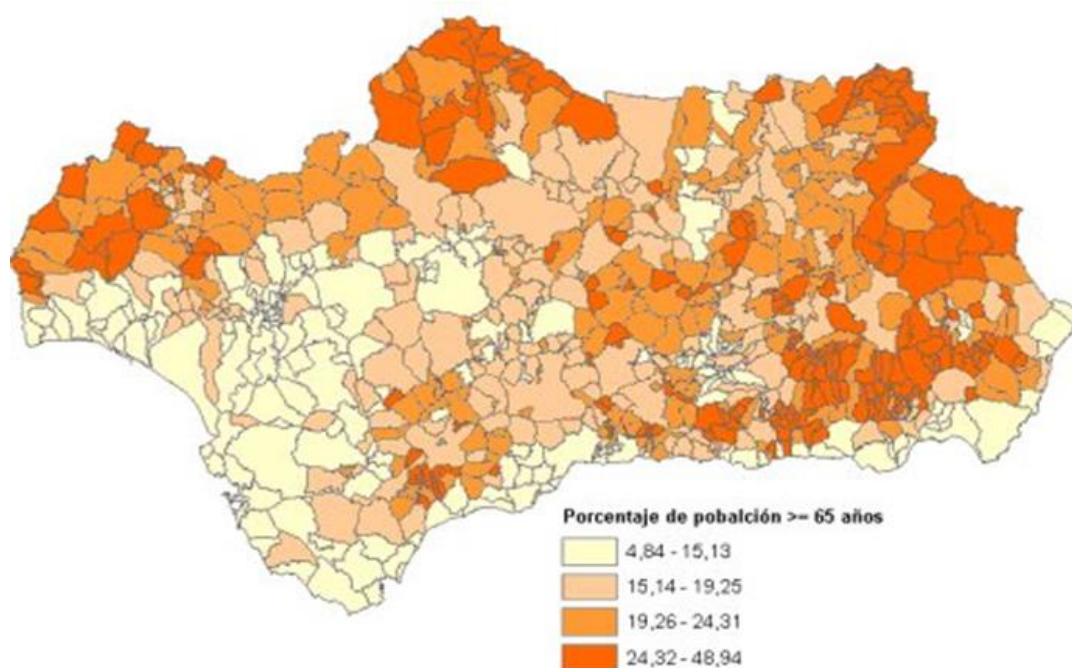 Porcentaje de pobalción >= 65 años
4,84 - 15,13
15,14 - 19,25
19,26 - 24,31
24,32 - 48,94